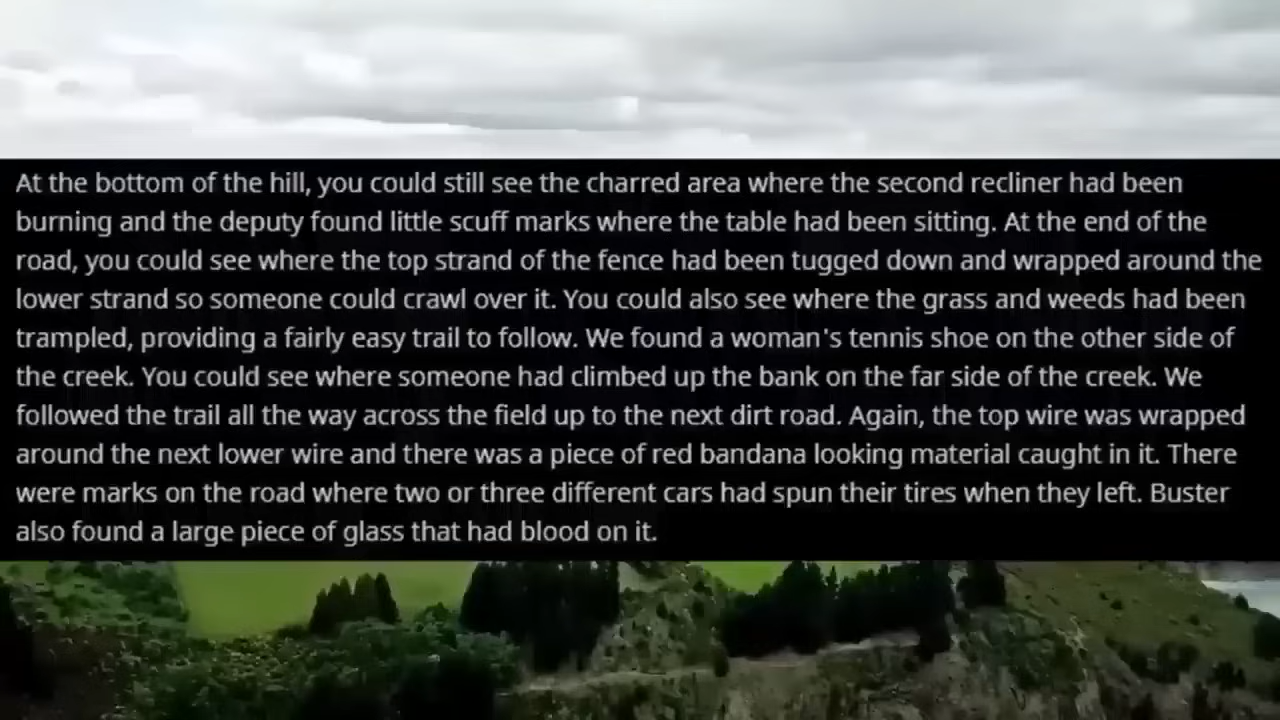 At the bottom of the hill, you could still see the charred area where the second recliner had been
burning and the deputy found little scuff marks where the table had been sitting. At the end of the
road, you could see where the top strand of the fence had been tugged down and wrapped around the
lower strand so someone could crawl over it. You could also see where the grass and weeds had been
trampled, providing a fairly easy trail to follow. We found a woman's tennis shoe on the other side of
the creek. You could see where someone had climbed up the bank on the far side of the creek. We
followed the trail all the way across the field up to the next dirt road. Again, the top wire was wrapped
around the next lower wire and there was a piece of red bandana looking material caught in it. There
were marks on the road where two or three different cars had spun their tires when they left. Buster
also found a large piece of glass that had blood on it.